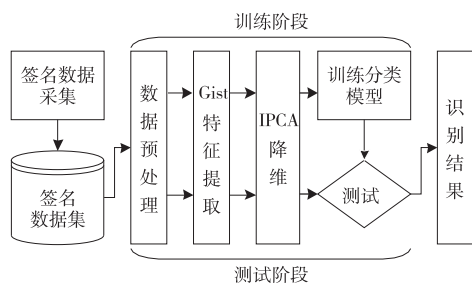 训练阶段
签名数据
采集
签名
数据集
数
据
预
处
理
Gist
特
征
提
取
IPCA
降
维
训练分类
模型
测试
识
别
结
果
测试阶段